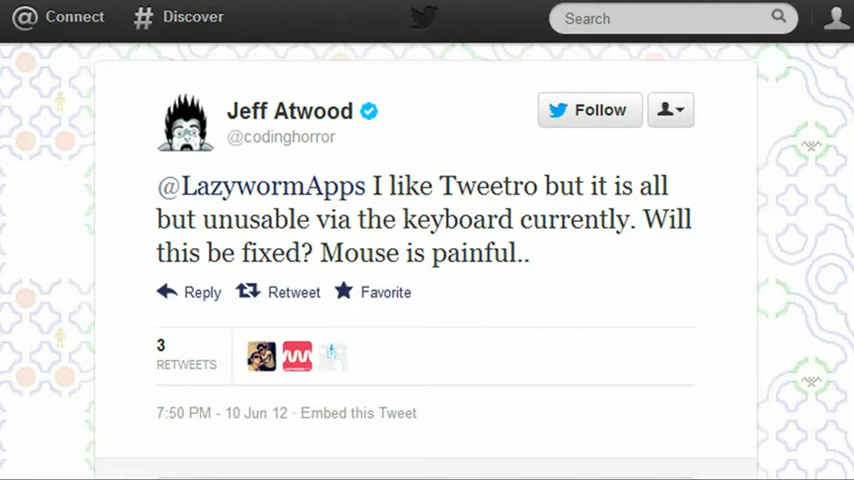 @ Connect # Discover Search
Jeff Atwood
@codinghorror
Follow
@LazywormApps I like Tweetro but it is all
but unusable via the keyboard currently. Will
this be fixed? Mouse is painful..
Reply Retweet Favorite
3
RETWEETS
7:50 PM - 10 Jun 12 · Embed this Tweet